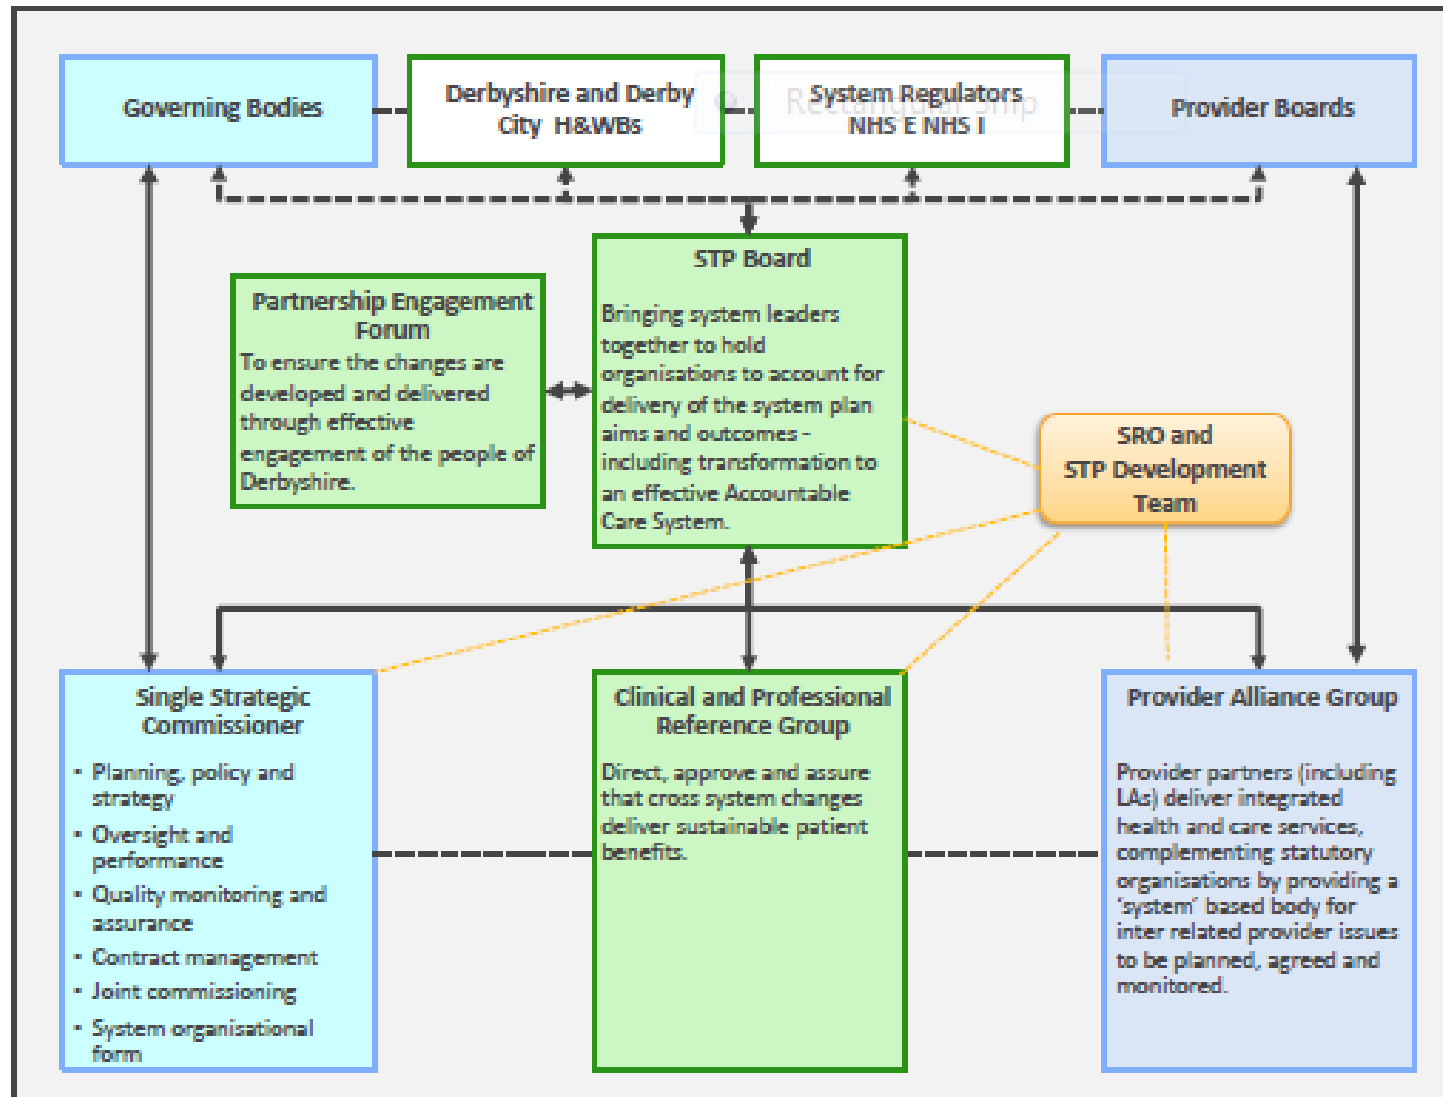 Governing Bodies
Derbyshire and Derby
City H&WBs
System Regulators
NHS E NHS I
Rectangular Snip
Provider Boards
STP Board
Bringing system leaders
together to hold
organisations to account for
delivery of the system plan
aims and outcomes -
including transformation to
an effective Accountable
Care System.
Partnership Engagement
Forum
To ensure the changes are
developed and delivered
through effective
engagement of the people of
Derbyshire.
SRO and
STP Development
Team
Single Strategic
Commissioner
• Planning, policy and
strategy
• Oversight and
performance
• Quality monitoring and
assurance
• Contract management
• Joint commissioning
• System organisational
form
Clinical and Professional
Reference Group
Direct, approve and assure
that cross system changes
deliver sustainable patient
benefits.
Provider Alliance Group
Provider partners (including
LAs) deliver integrated
health and care services,
complementing statutory
organisations by providing a
'system' based body for
inter related provider issues
to be planned, agreed and
monitored.